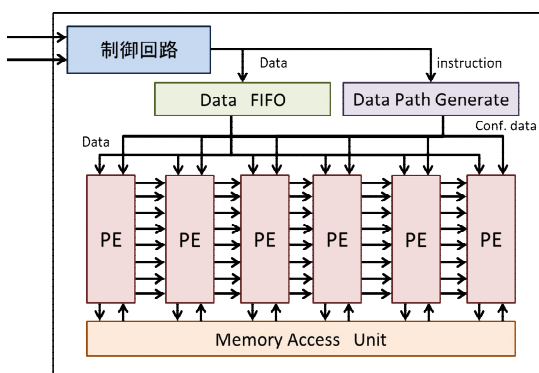 制御回路
Data
instruction
Data FIFO
Data Path Generate
Conf. data
Data
PE
PE
PE
PE
PE
PE
Memory Access Unit